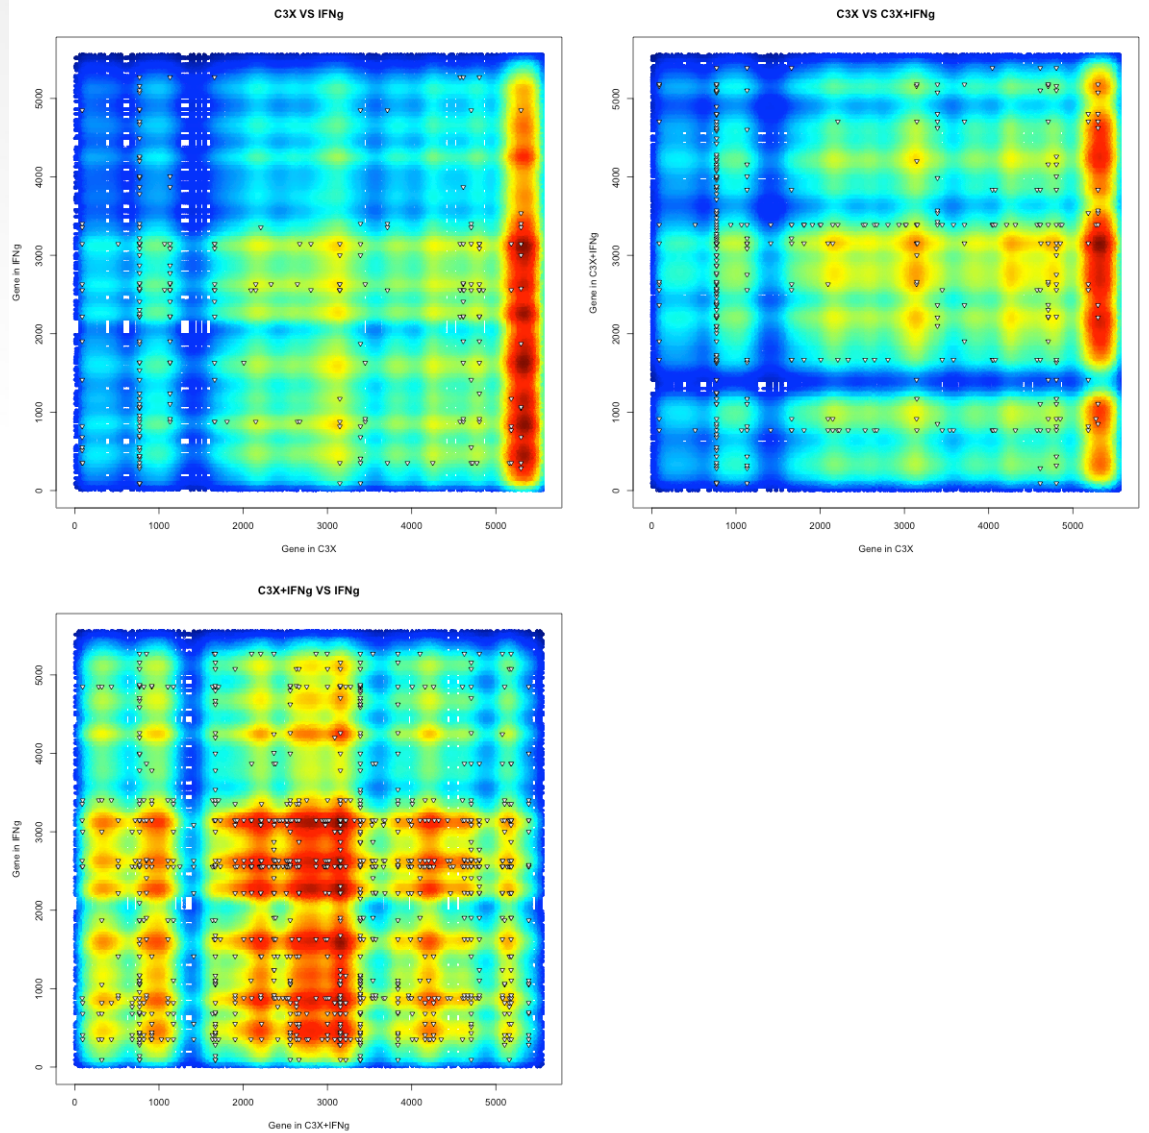 C3X VS IFNg
5000
4000
3000
2000
1000
0
Gene in IFNg
0 1000 2000 3000 4000 5000
Gene in C3X
C3X VS C3X+IFNg
5000
4000
3000
2000
1000
0
Gene in C3X+IFNg
0 1000 2000 3000 4000 5000
Gene in C3X
C3X+IFNg VS IFNg
5000
4000
3000
2000
1000
0
Gene in IFNg
0 1000 2000 3000 4000 5000
Gene in C3X+IFNg